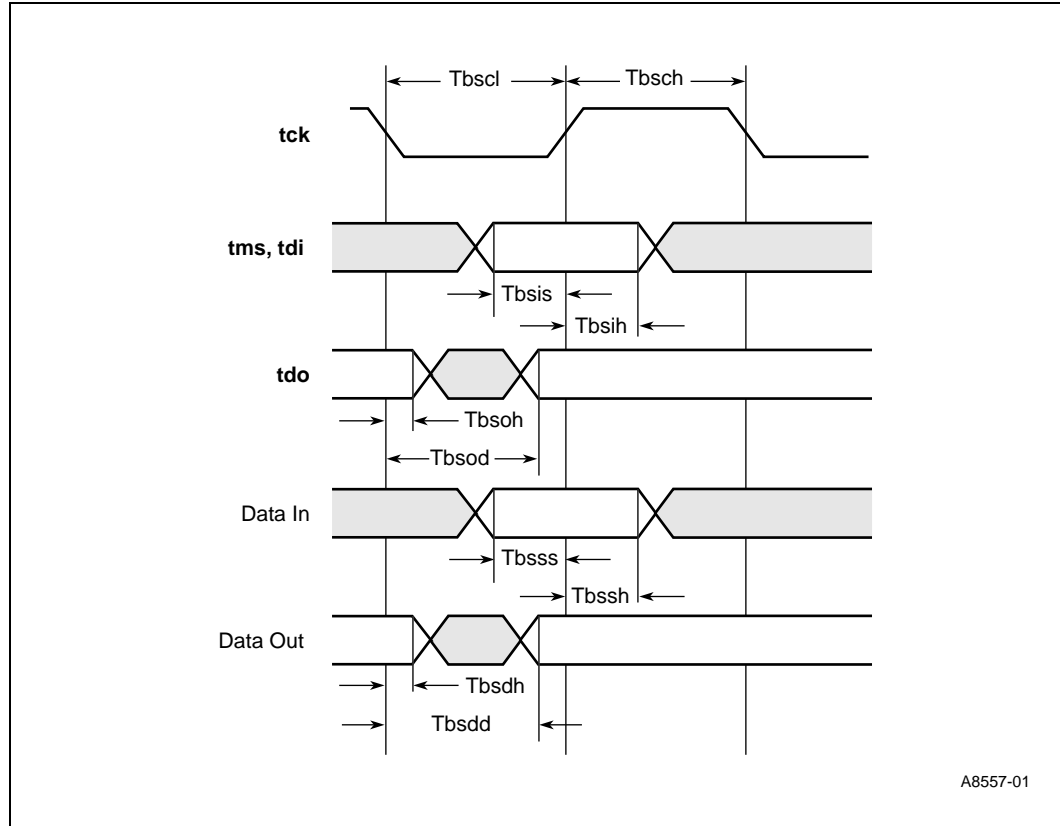 Tbscl
Tbsch
tck
tms, tdi
Tbsis
Tbsih
tdo
Tbsoh
Tbsod
Data In
Tbsss
Tbssh
Data Out
Tbsdh
Tbsdd
A8557-01